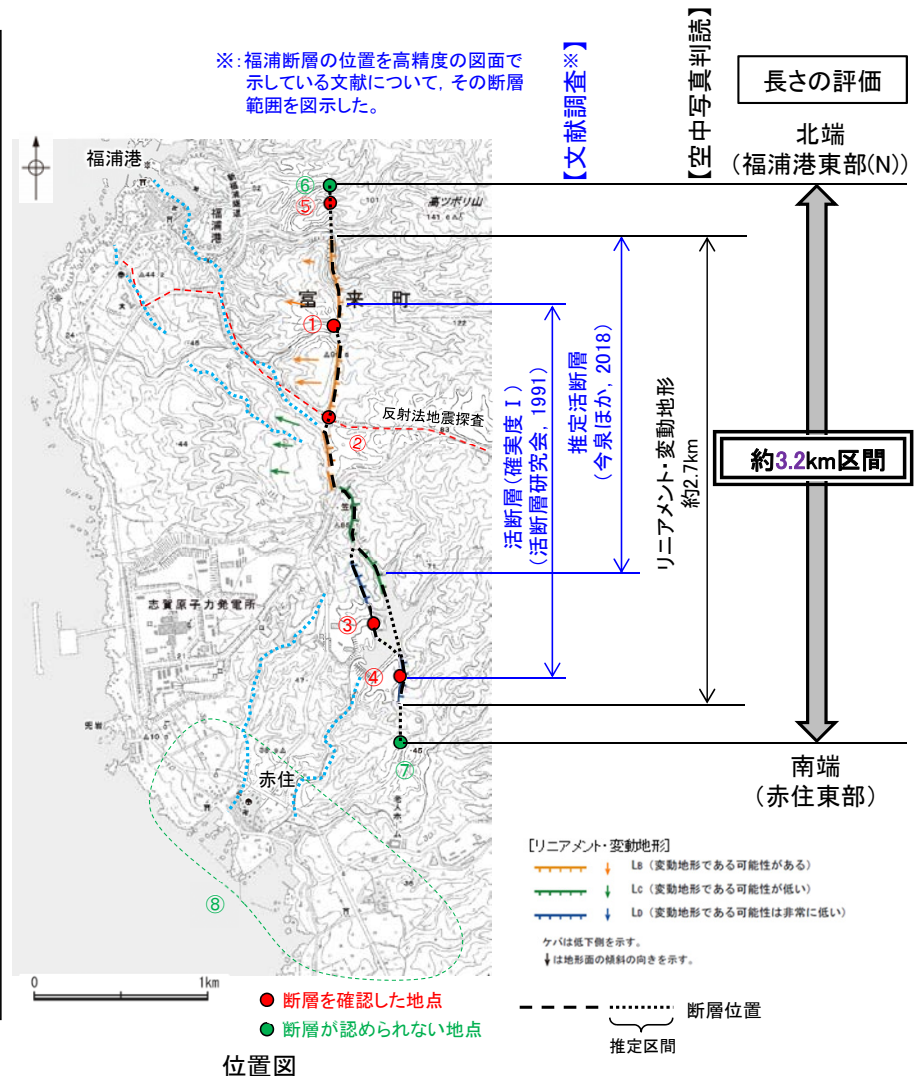 ※：福浦断層の位置を高精度の図面で
示している文献について，その断層
範囲を図示した。
【文献調査※】
【空中写真判読】
長さの評価
北端
（福浦港東部(N)）
福浦港
⑥
⑤
高ツボリ山
福浦港
富来町
①
②
反射法地震探査
活断層(確実度Ⅰ)
(活断層研究会, 1991)
推定活断層
(今泉ほか, 2018)
リニアメント・変動地形
約2.7km
約3.2km区間
志賀原子力発電所
③
④
兜岩
赤住
⑦
老人ホーム
⑧
南端
（赤住東部）
[リニアメント・変動地形]
LB（変動地形である可能性がある）
LC（変動地形である可能性が低い）
LD（変動地形である可能性は非常に低い）
ケバは低下側を示す。
↓は地形面の傾斜の向きを示す。
0 1km
● 断層を確認した地点
● 断層が認められない地点
断層位置
推定区間
位置図